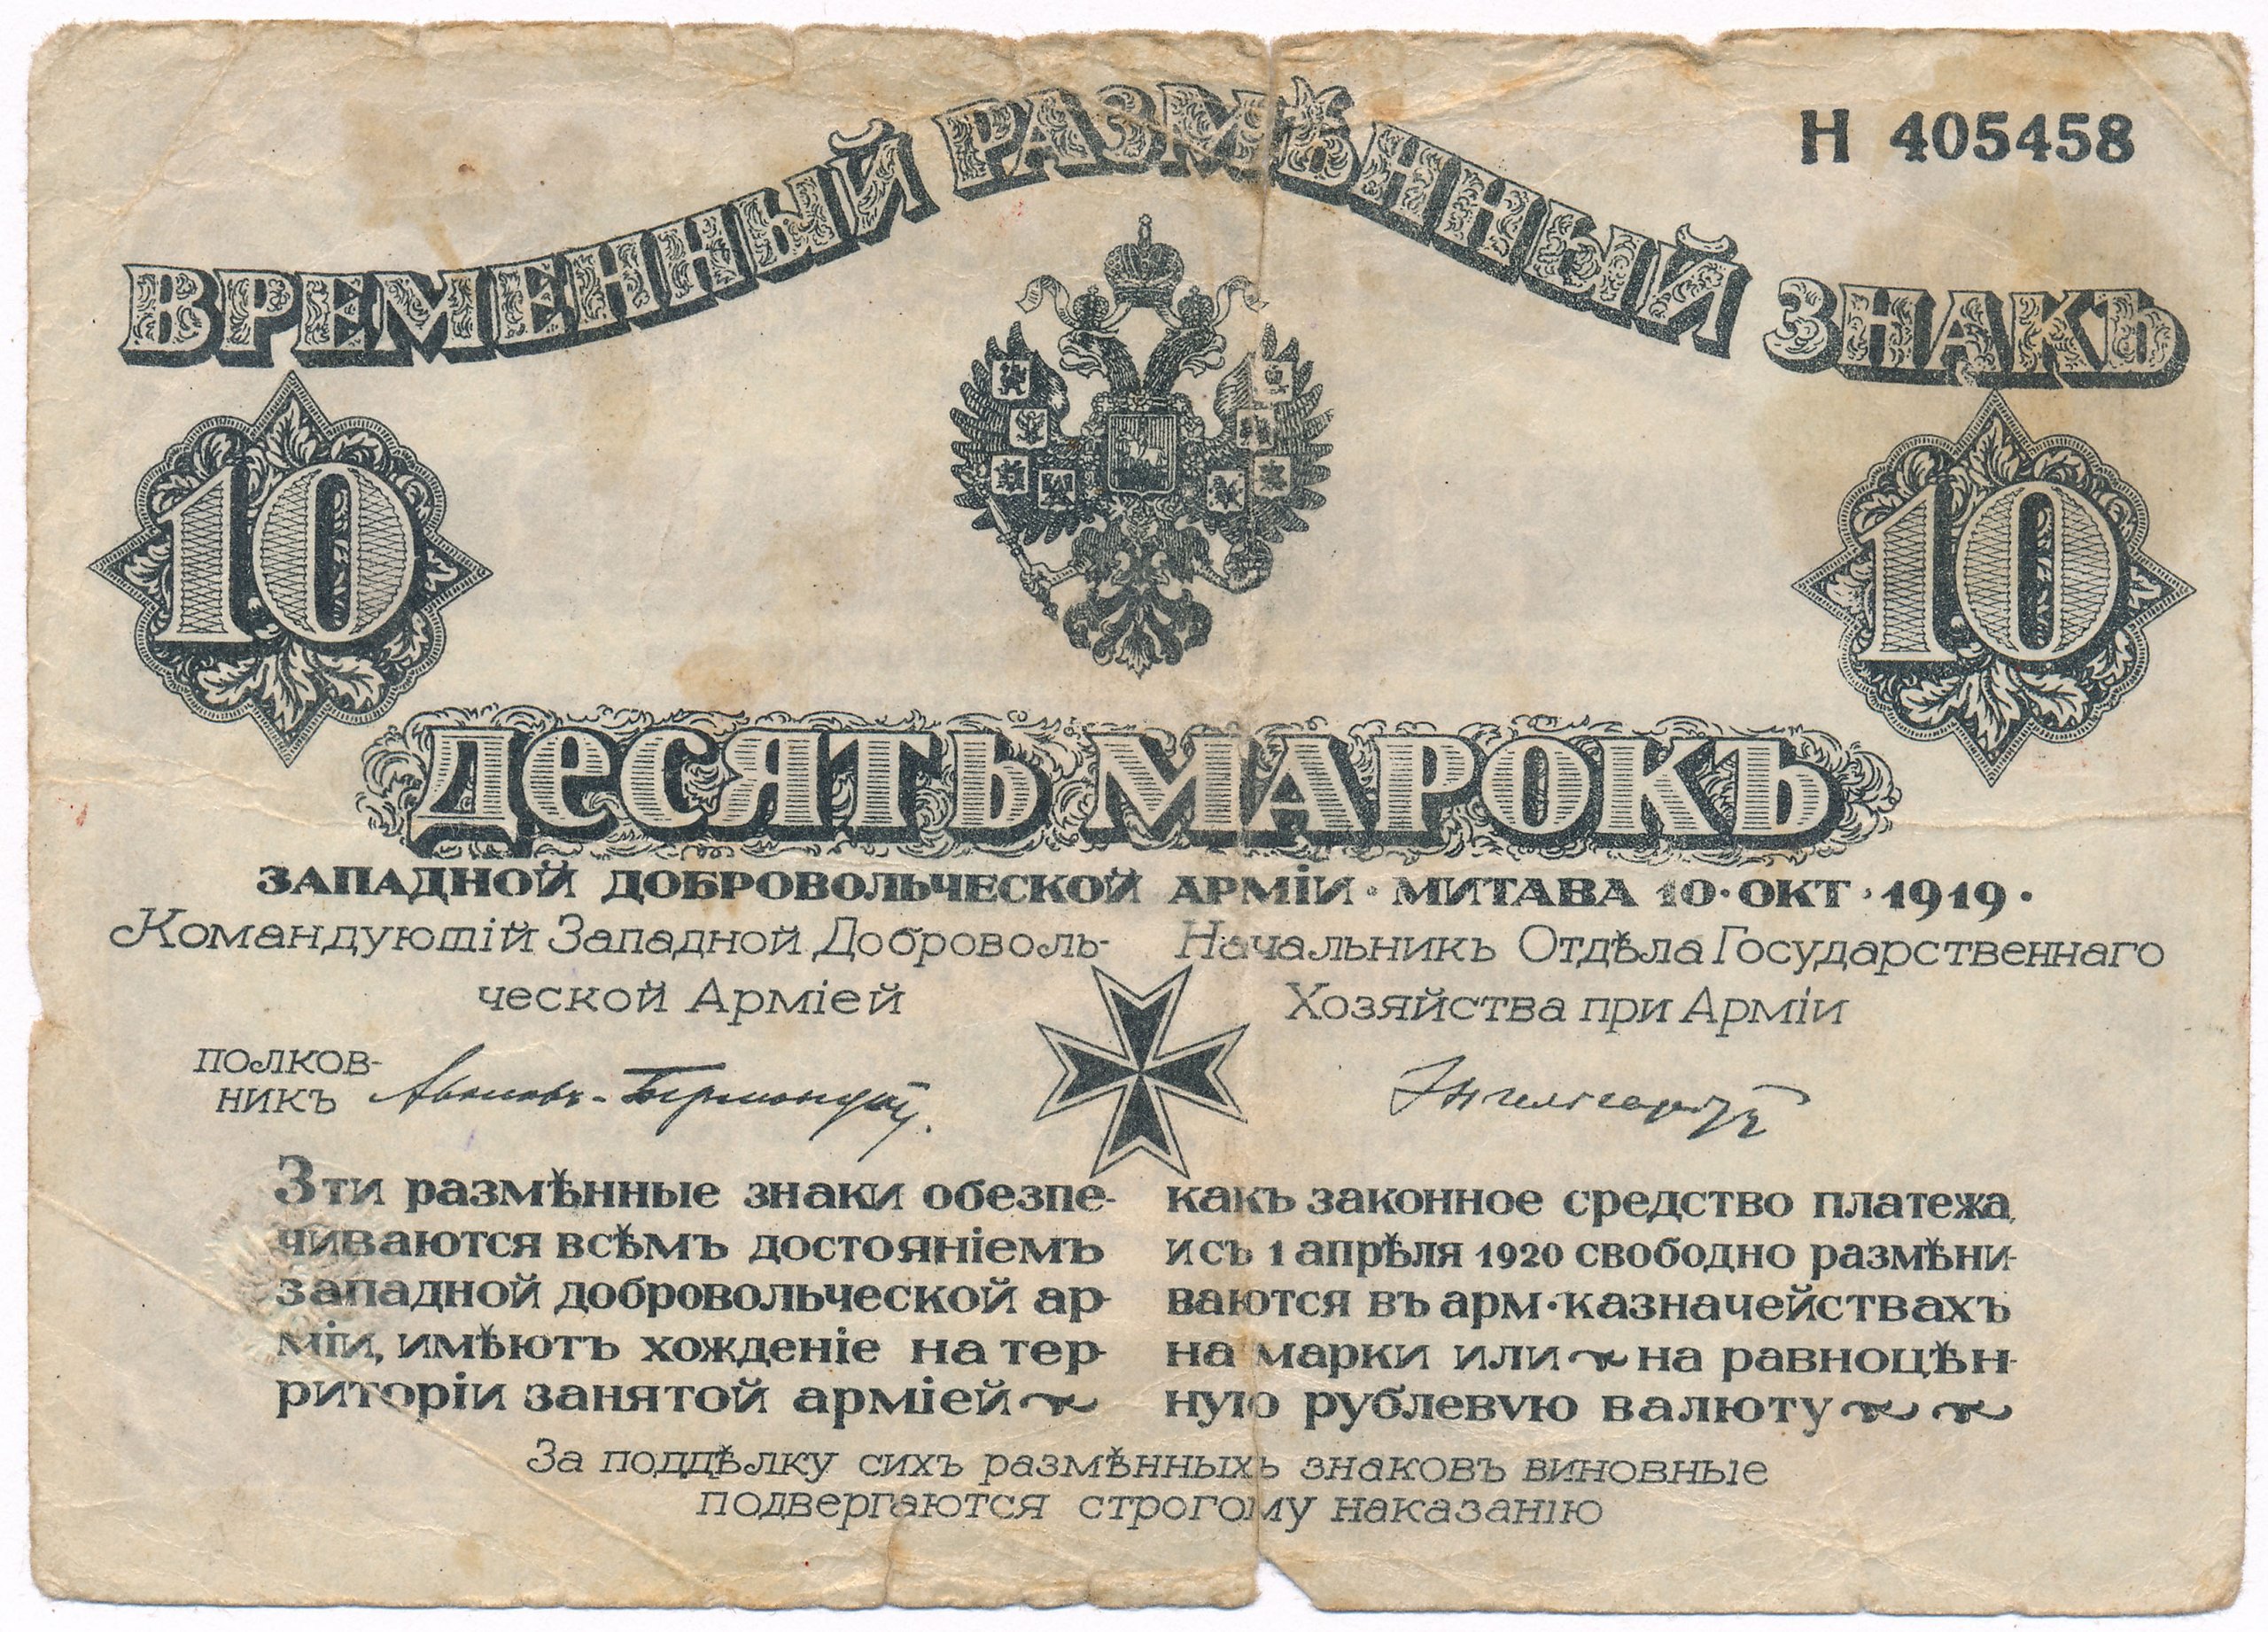 Н 405458
ВРЕМЕННЫЙ РАЗМѢННЫЙ ЗНАКЪ
10 10
ДЕСЯТЬ МАРОКЪ
ЗАПАДНОЙ ДОБРОВОЛЬЧЕСКОЙ АРМІИ · МИТАВА 10 · ОКТ · 1919 ·
Командующій Западной Доброволь-
ческой Арміей
полков-
никъ Аваловъ-Бермондтъ.
Начальникъ Отдѣла Государственнаго
Хозяйства при Арміи
Энгельгардтъ
Эти размѣнные знаки обезпе-
чиваются всѣмъ достояніемъ
западной добровольческой ар-
міи, имѣютъ хожденіе на тер-
риторіи занятой арміей
какъ законное средство платежа
и съ 1 апрѣля 1920 свободно размѣни-
ваются въ арм·казначействахъ
на марки или на равноцѣн-
ную рублевую валюту
За поддѣлку сихъ размѣнныхъ знаковъ виновные
подвергаются строгому наказанію